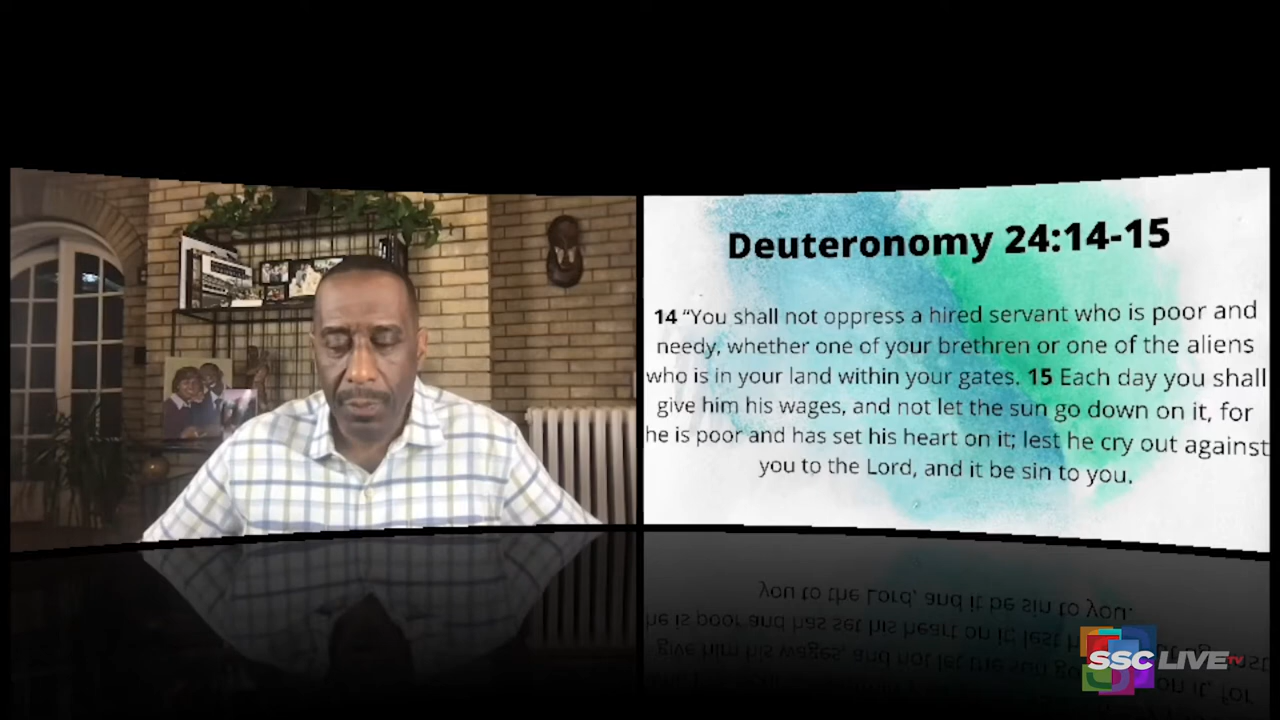 Deuteronomy 24:14-15
14 “You shall not oppress a hired servant who is poor and
needy, whether one of your brethren or one of the aliens
who is in your land within your gates. 15 Each day you shall
give him his wages, and not let the sun go down on it, for
he is poor and has set his heart on it; lest he cry out against
you to the Lord, and it be sin to you.
SSC LIVE TV